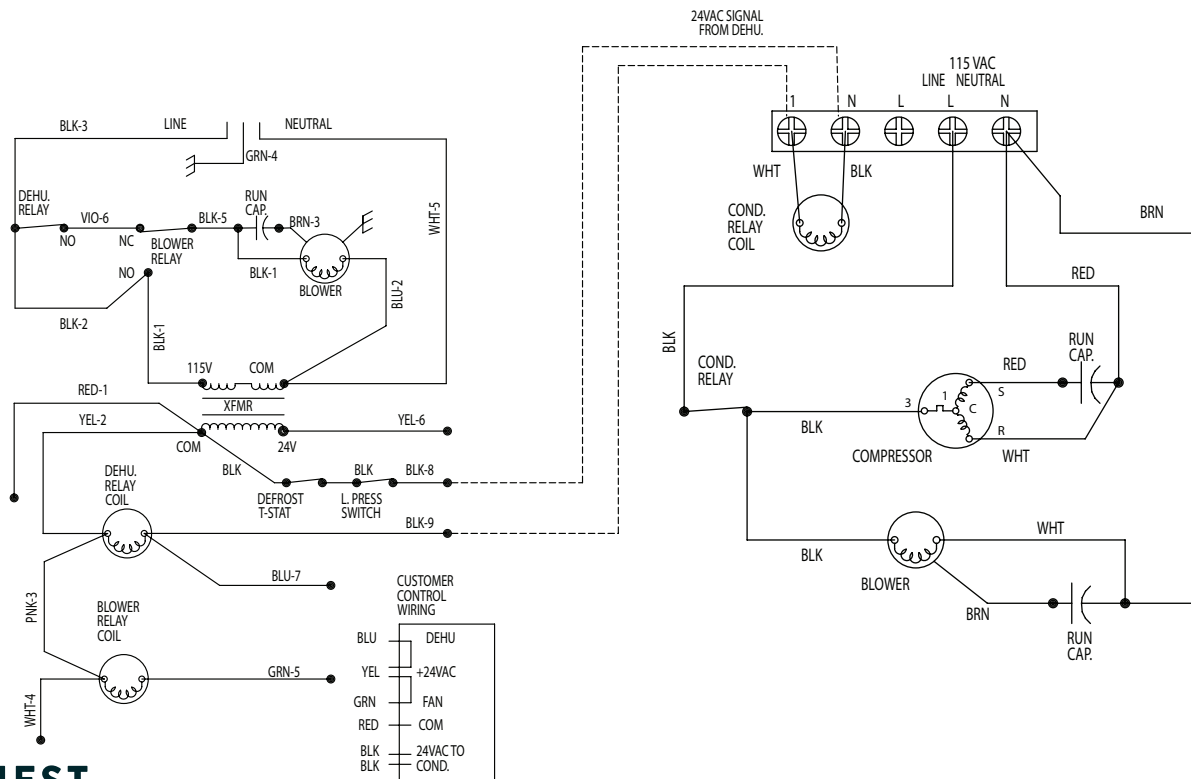 24VAC SIGNAL
FROM DEHU.
115 VAC
LINE NEUTRAL
1 N L L N
BLK-3
LINE
NEUTRAL
GRN-4
WHT
BLK
COND.
RELAY
COIL
BRN
DEHU.
RELAY
NO
VIO-6
NC
BLOWER
RELAY
BLK-5
RUN
CAP.
BRN-3
BLK-1
BLOWER
WHT-5
NO
BLK-2
BLK-1
BLU-2
RED
BLK
COND.
RELAY
RUN
CAP.
RED
S
3
1
C
R
BLK
COMPRESSOR
WHT
115V
COM
XFMR
RED-1
YEL-2
COM
24V
YEL-6
BLK
DEFROST
T-STAT
BLK
L. PRESS
SWITCH
BLK-8
DEHU.
RELAY
COIL
BLK-9
BLU-7
PNK-3
BLOWER
RELAY
COIL
GRN-5
WHT-4
BLK
BLOWER
WHT
BRN
RUN
CAP.
CUSTOMER
CONTROL
WIRING
BLU DEHU
YEL +24VAC
GRN FAN
RED COM
BLK 24VAC TO
BLK COND.